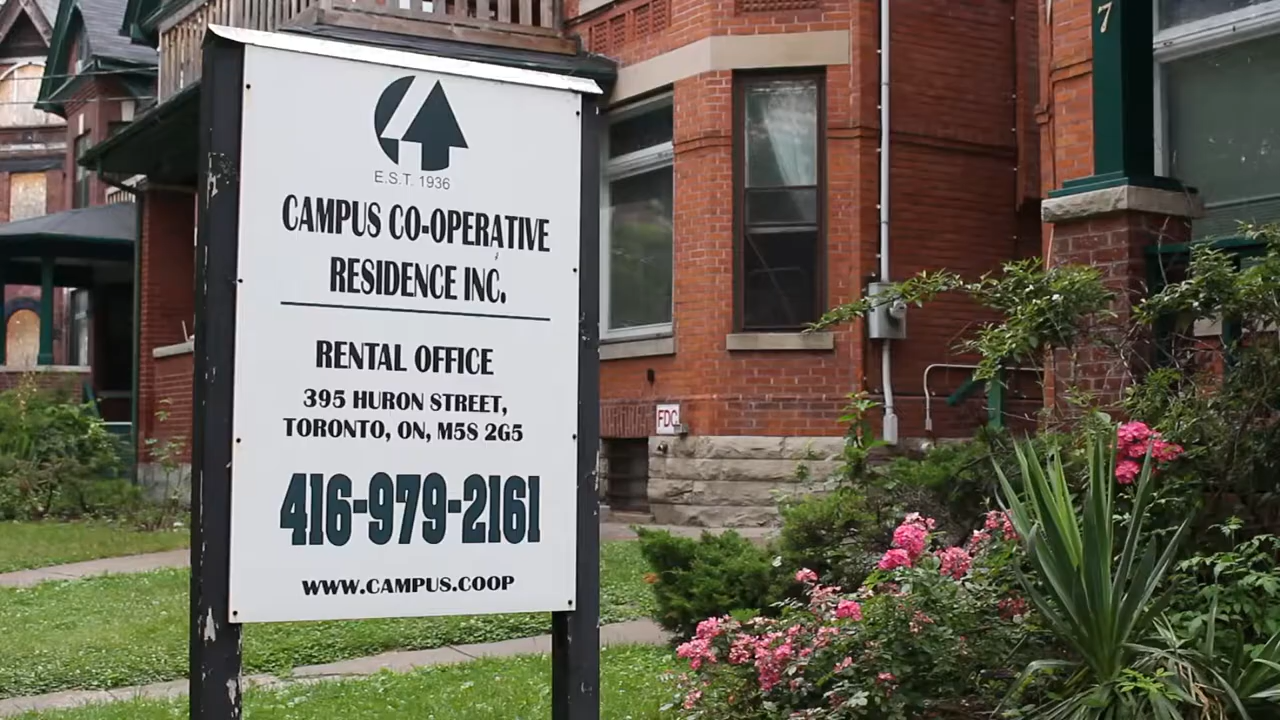 E.S.T. 1936
CAMPUS CO-OPERATIVE
RESIDENCE INC.
RENTAL OFFICE
395 HURON STREET,
TORONTO, ON, M5S 2G5
416-979-2161
WWW.CAMPUS.COOP
FDC
7